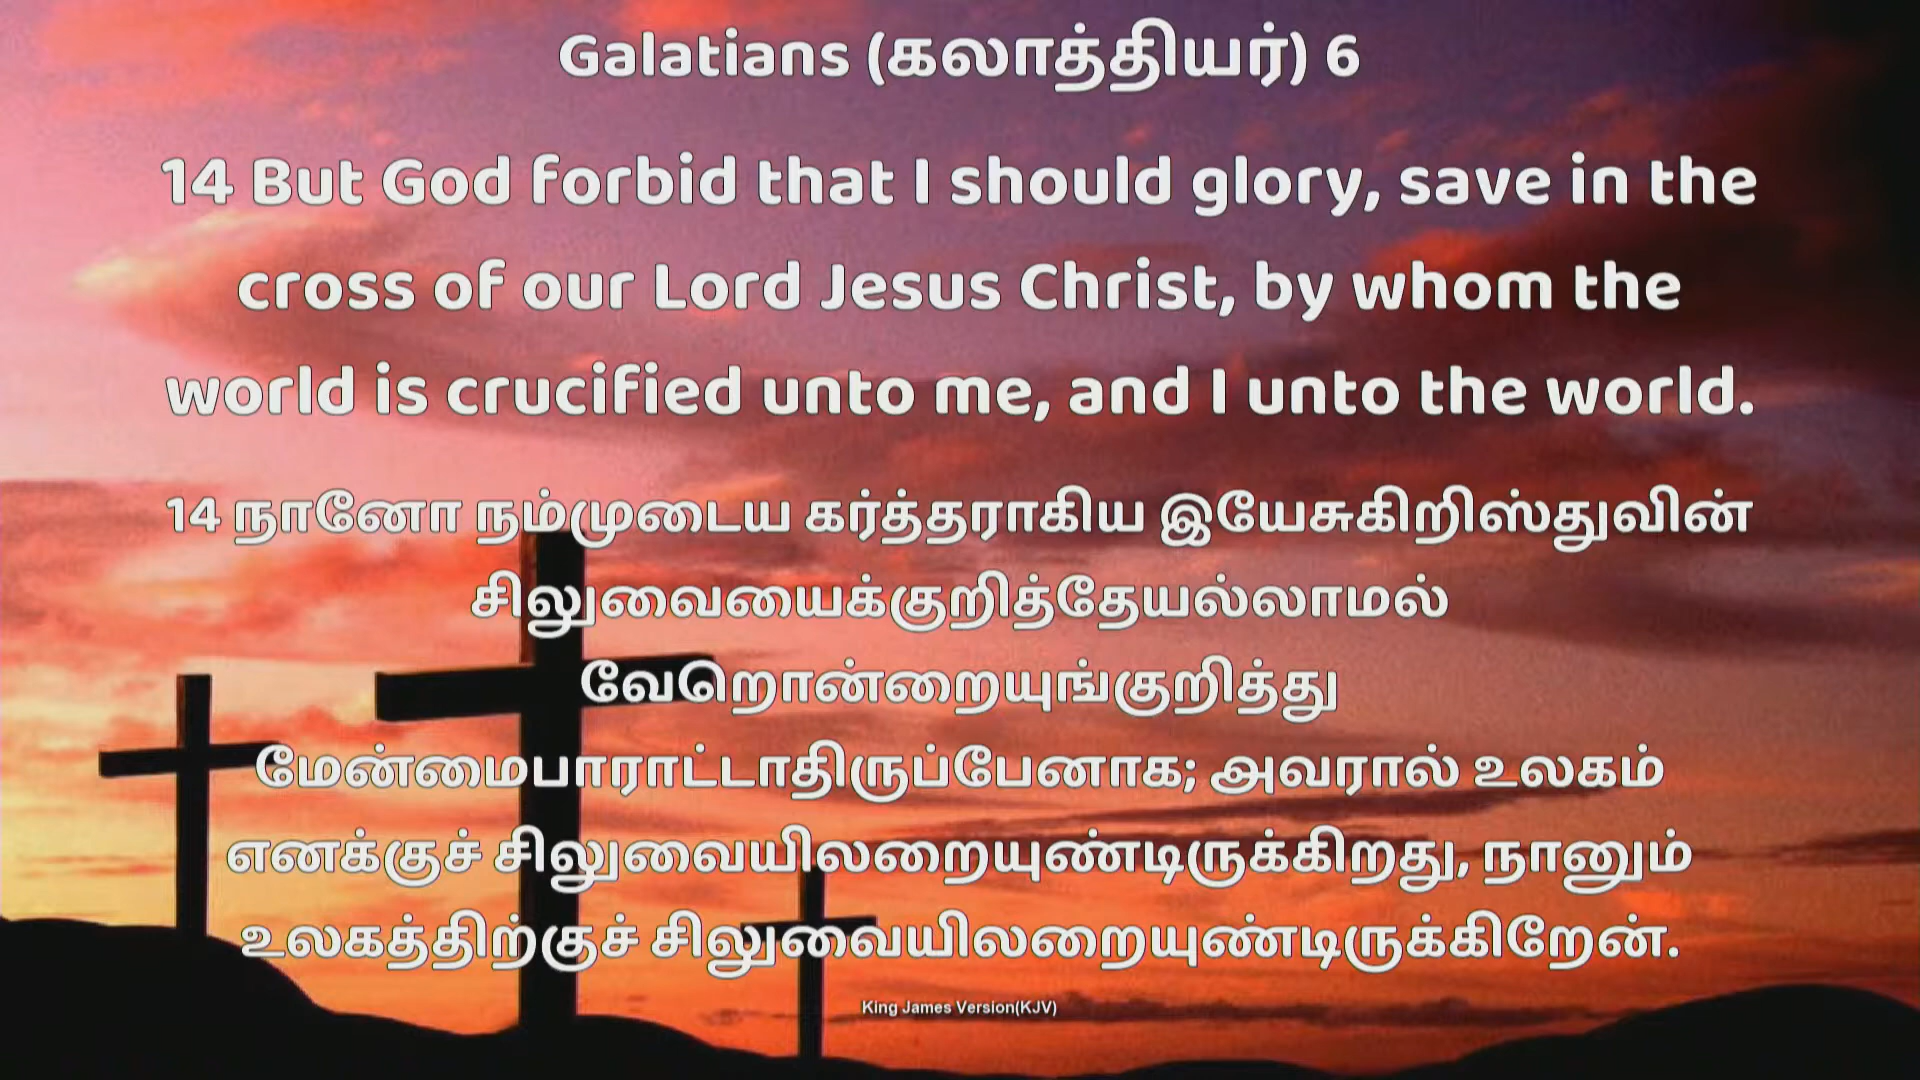 Galatians (கலாத்தியர்) 6
14 But God forbid that I should glory, save in the
cross of our Lord Jesus Christ, by whom the
world is crucified unto me, and I unto the world.
14 நானோ நம்முடைய கர்த்தராகிய இயேசுகிறிஸ்துவின்
சிலுவையைக்குறித்தேயல்லாமல்
வேறொன்றையுங்குறித்து
மேன்மைபாராட்டாதிருப்பேனாக; அவரால் உலகம்
எனக்குச் சிலுவையிலறையுண்டிருக்கிறது, நானும்
உலகத்திற்குச் சிலுவையிலறையுண்டிருக்கிறேன்.
King James Version(KJV)